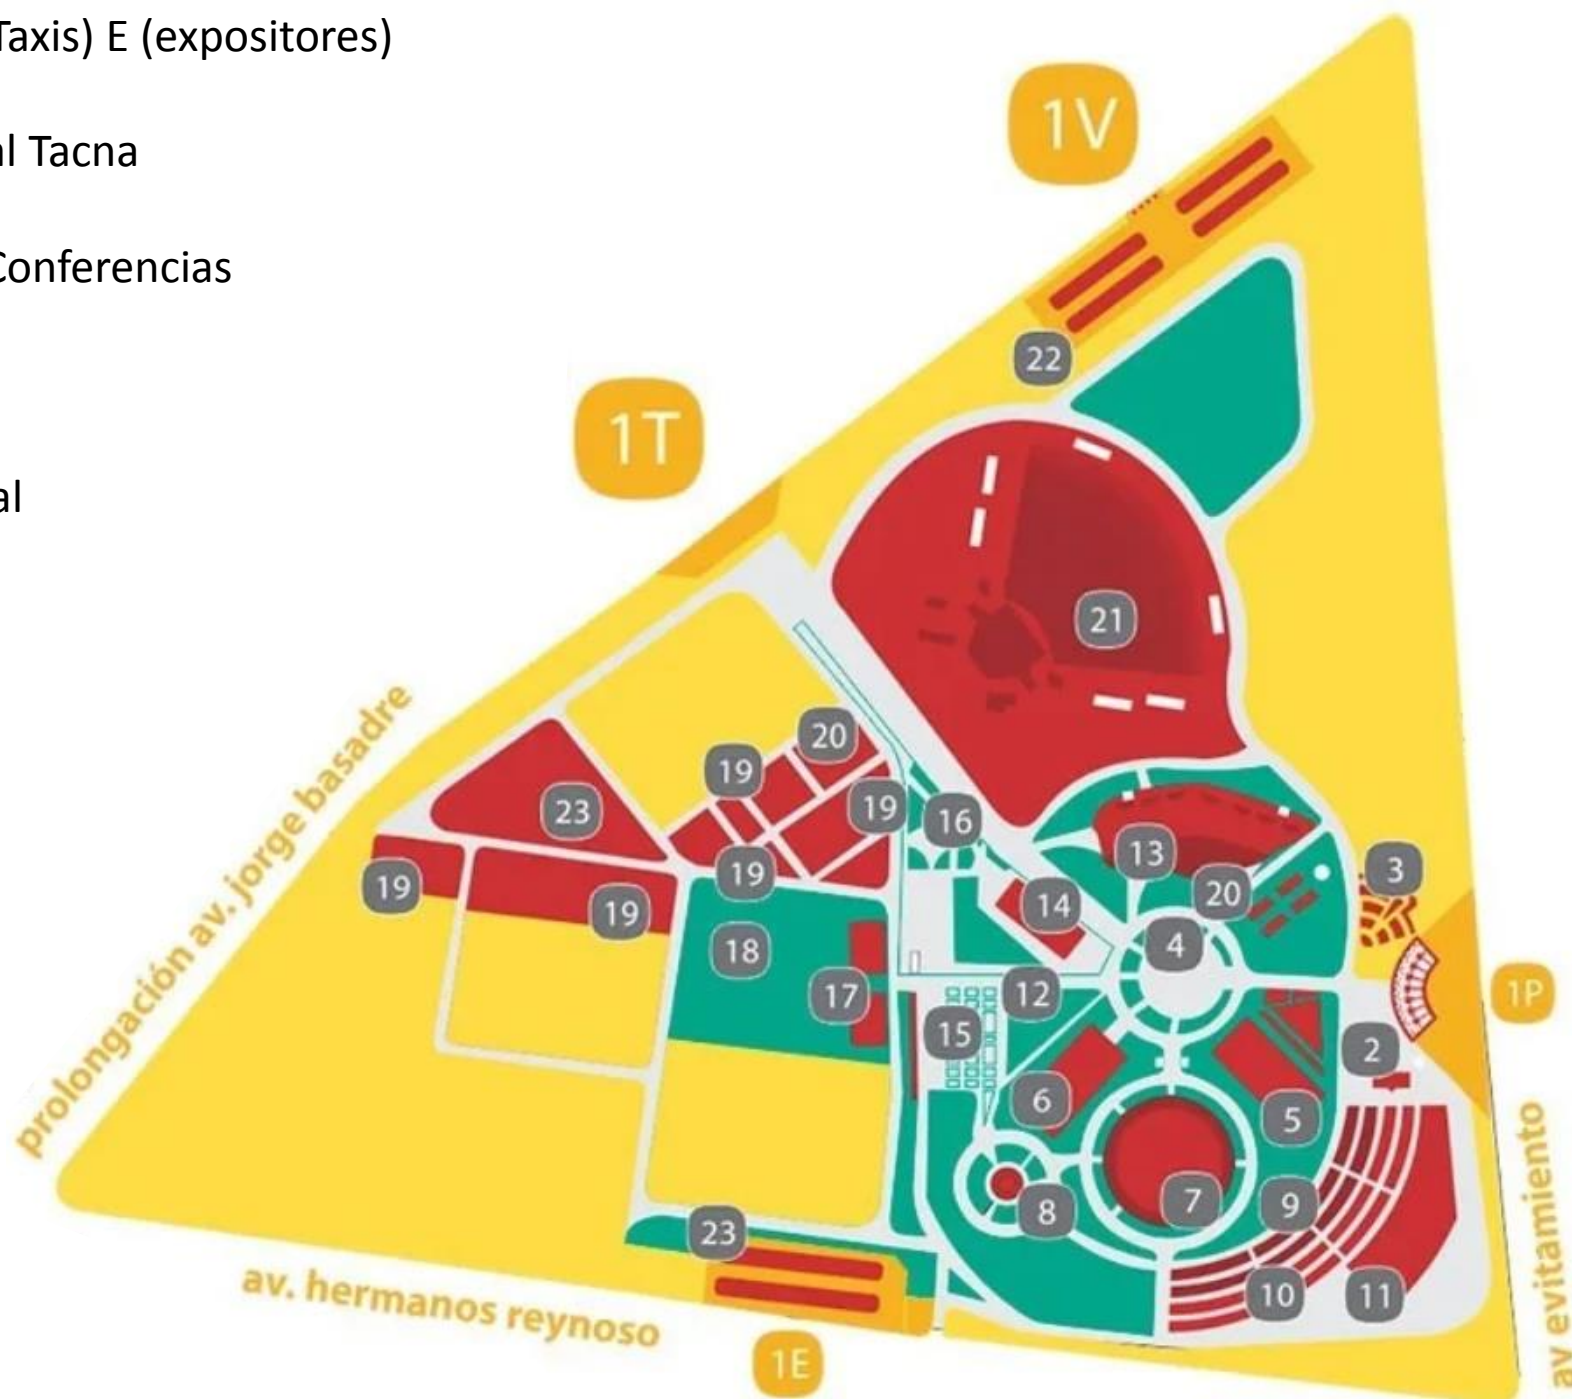 Taxis) E (expositores)
al Tacna
Conferencias
al
1V
22
1T
21
20
19
19
16
23
13
3
19
19
20
14
19
4
18
17
12
1P
15
2
6
5
7
9
8
23
10
11
1E
prolongación av. jorge basadre
av. hermanos reynoso
av evitamiento